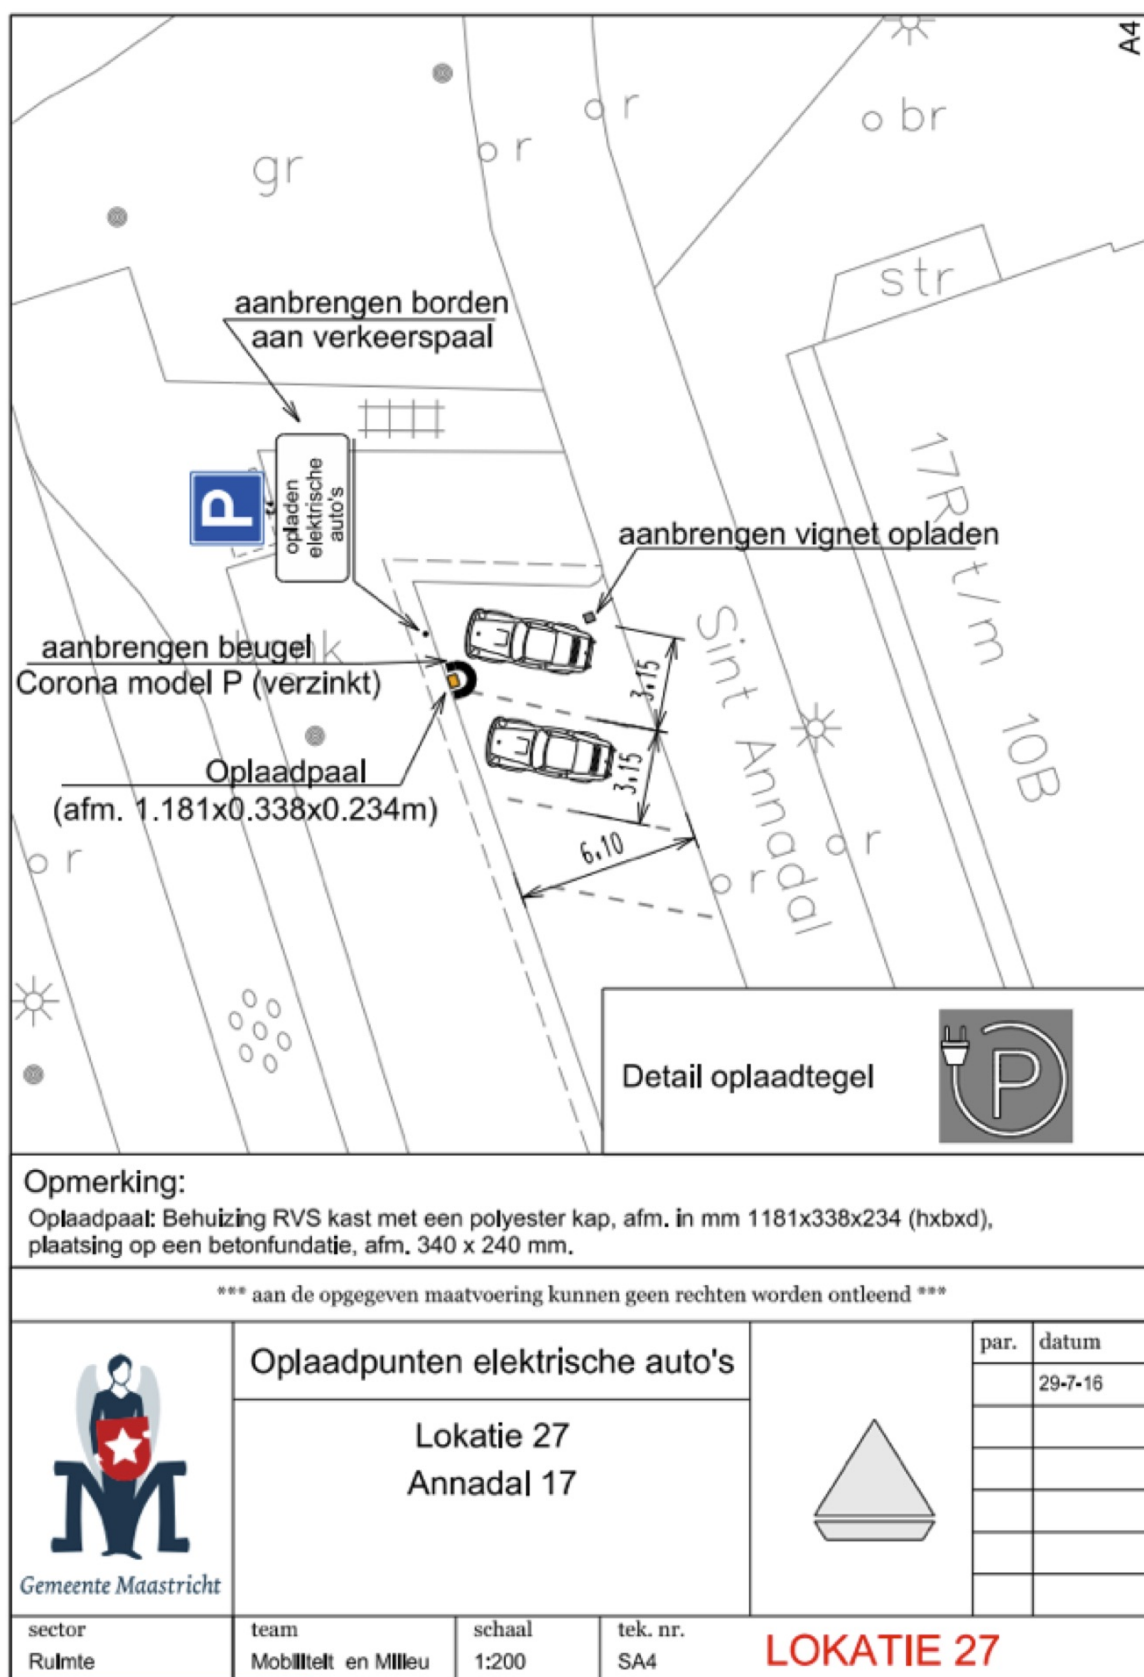 A4
o r
o br
o r
gr
str
aanbrengen borden
aan verkeerspaal
P
opladen
elektrische
auto's
17R t/m 10B
aanbrengen vignet opladen
Sint Annadal
aanbrengen beugel
Corona model P (verzinkt)
3.15
Oplaadpaal
(afm. 1.181x0.338x0.234m)
3.15
6.10
o r
o r
o r
Detail oplaadtegel
P
Opmerking:
Oplaadpaal: Behuizing RVS kast met een polyester kap, afm. in mm 1181x338x234 (hxbxd),
plaatsing op een betonfundatie, afm. 340 x 240 mm.
*** aan de opgegeven maatvoering kunnen geen rechten worden ontleend ***
Oplaadpunten elektrische auto's
par. datum
29-7-16
Lokatie 27
Annadal 17
Gemeente Maastricht
sector team schaal tek. nr.
Ruimte Mobiliteit en Milieu 1:200 SA4
LOKATIE 27